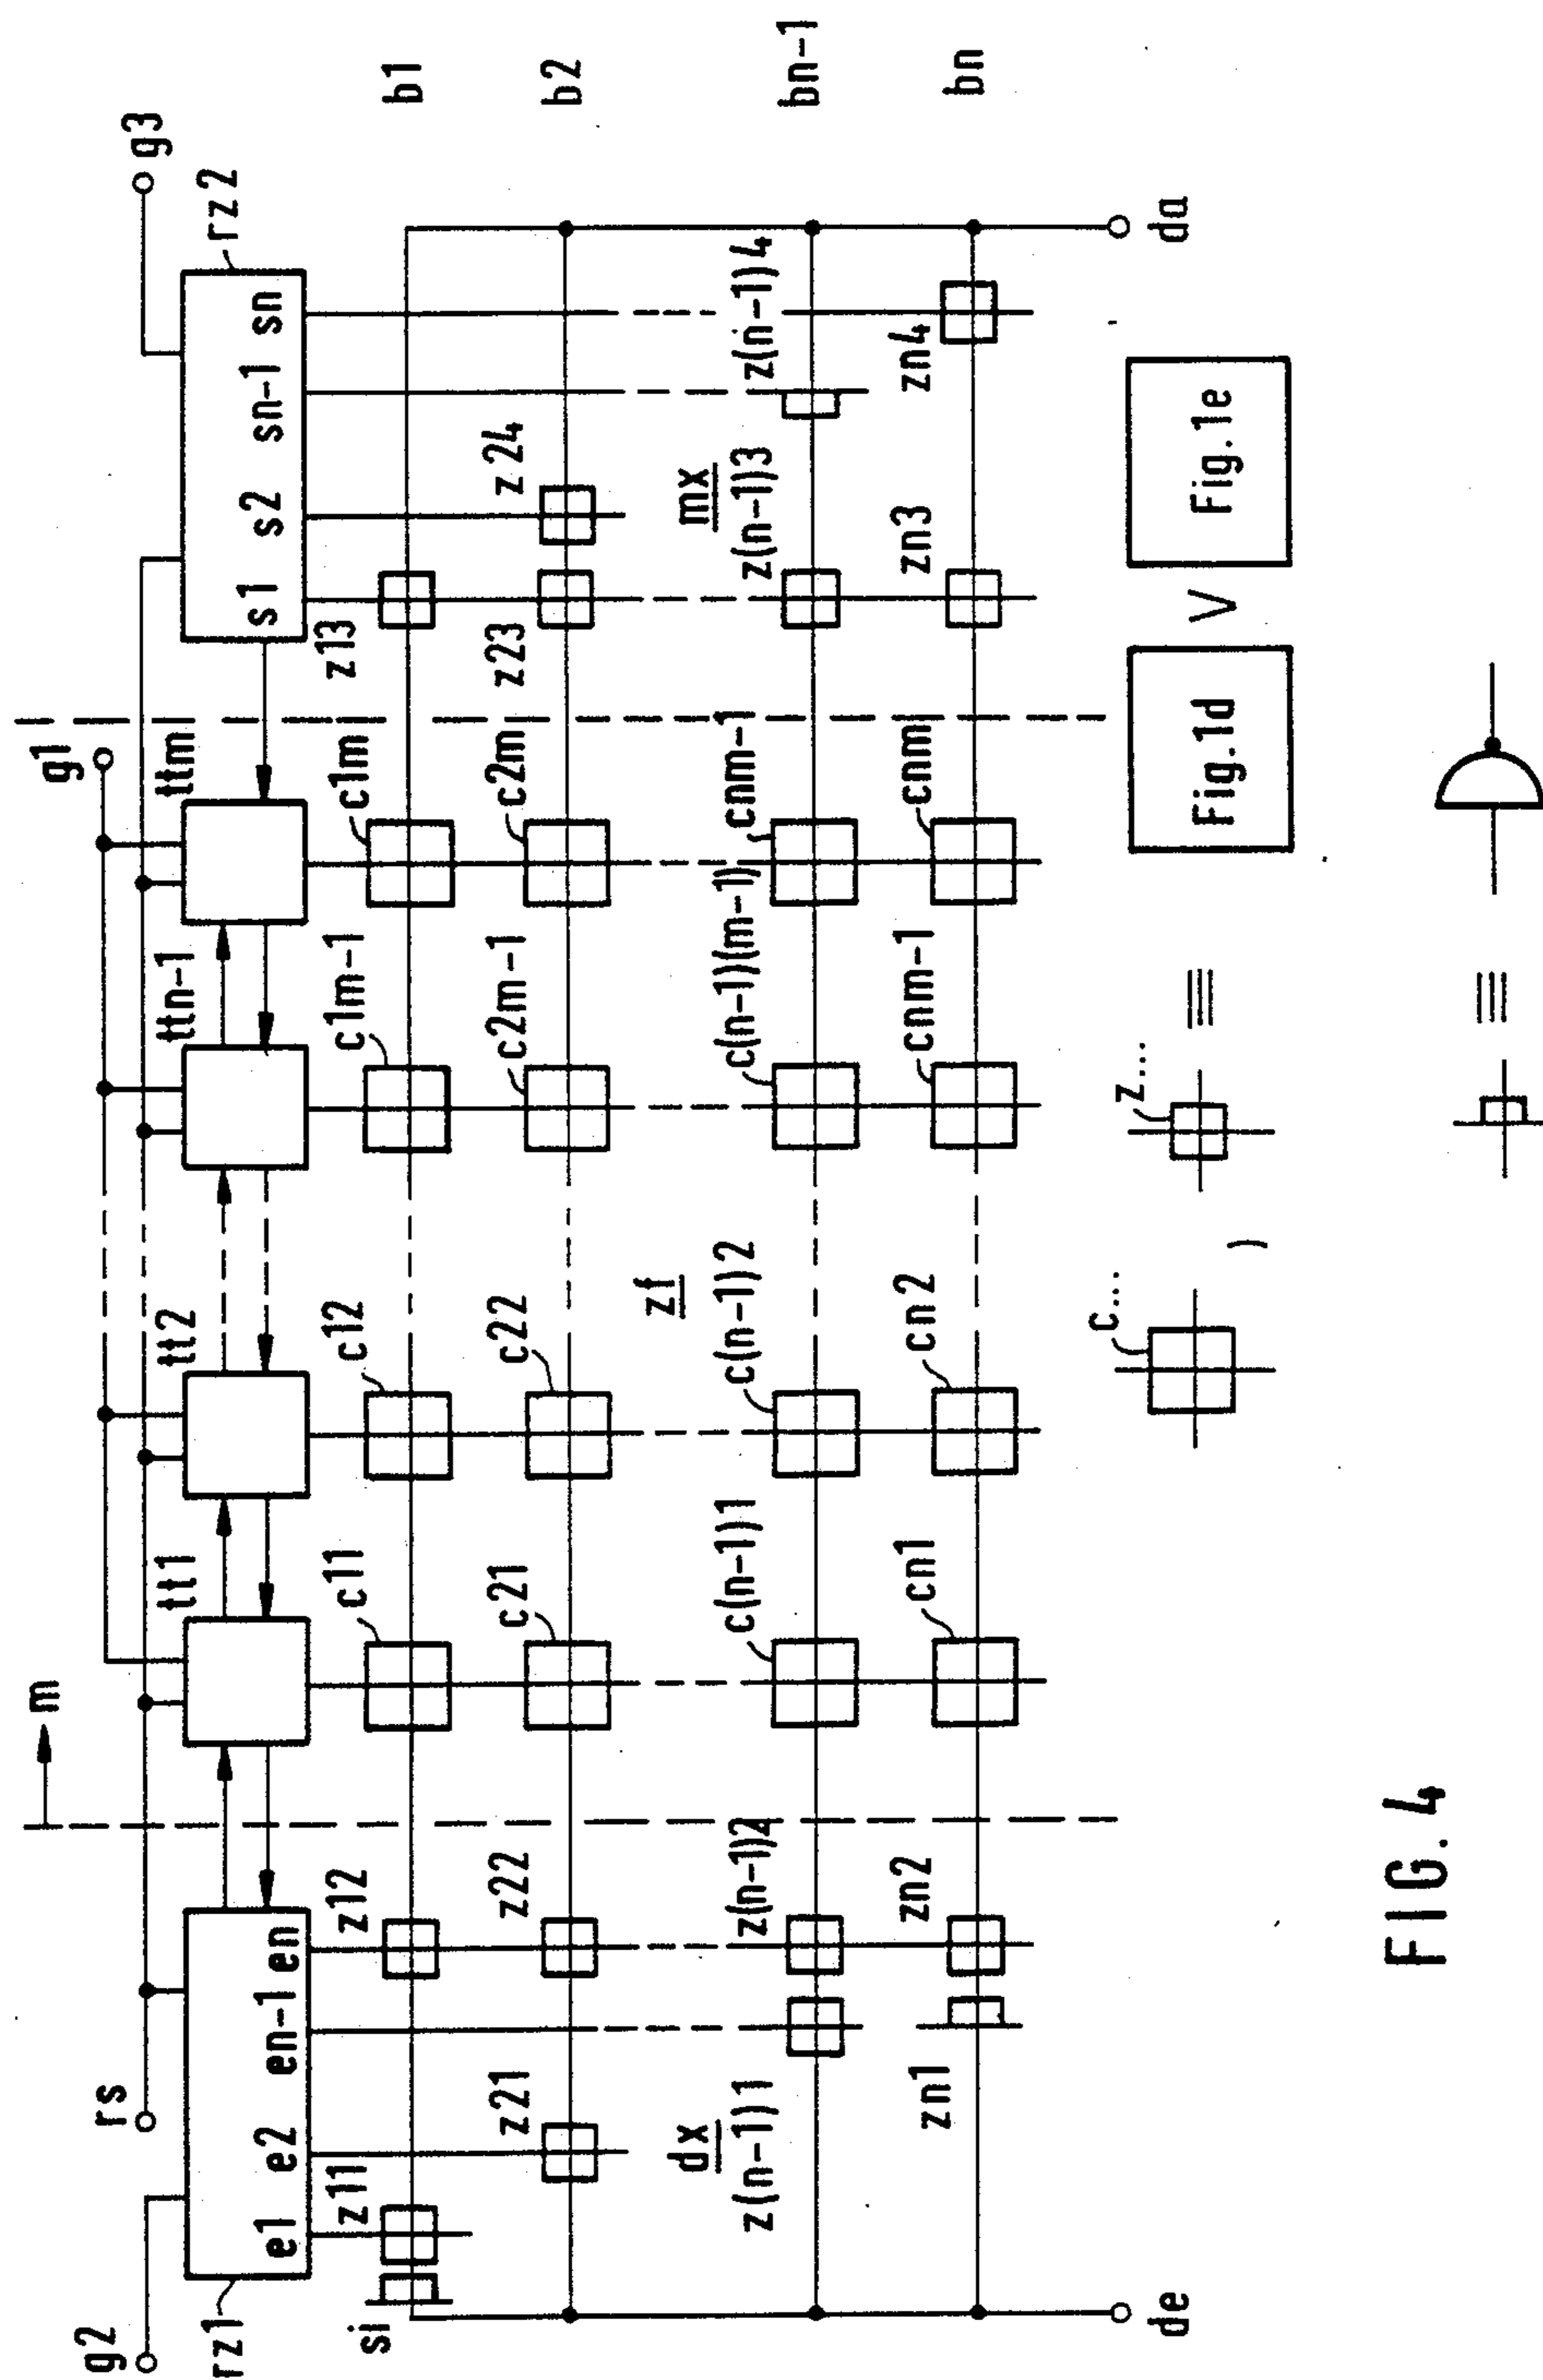 g2
rs
m
g1
g3
rz1
rz2
tt1
tt2
ttn-1
ttm
e1
e2
en-1
en
s1
s2
sn-1
sn
si
z11
z12
c11
c12
c1m-1
c1m
z13
b1
z21
z22
c21
c22
c2m-1
c2m
z23
z24
b2
dx
zf
mx
z(n-1)1
z(n-1)2
c(n-1)1
c(n-1)2
c(n-1)(m-1)
cnm-1
z(n-1)3
z(n-1)4
bn-1
zn1
zn2
cn1
cn2
cnm-1
cnm
zn3
zn4
bn
de
da
c...
)
z...
≡
Fig.1d
V
Fig.1e
≡
FIG. 4